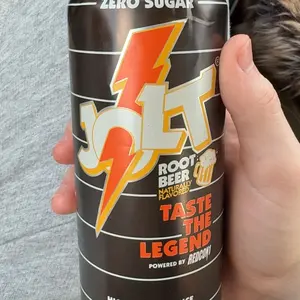 ZERO SUGAR
JOLT®
ROOT
BEER
NATURALLY
FLAVORED
TASTE
THE
LEGEND
POWERED BY REDCON1